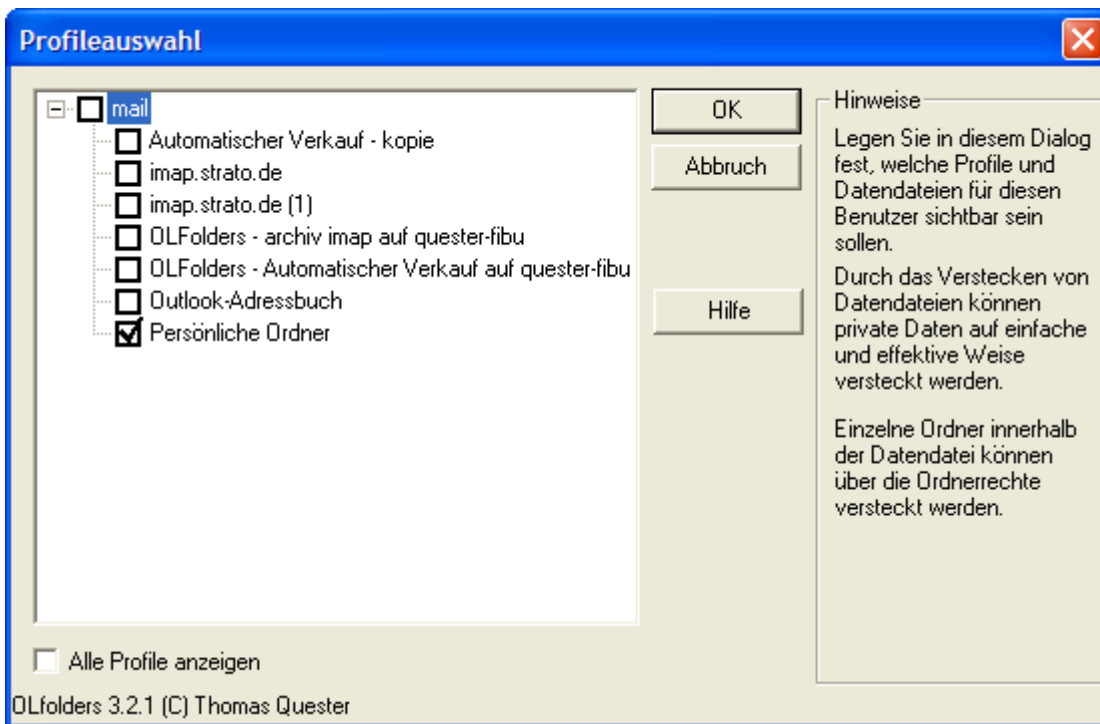 Profileauswahl
mail
Automatischer Verkauf - kopie
imap.strato.de
imap.strato.de (1)
OLFolders - archiv imap auf quester-fibu
OLFolders - Automatischer Verkauf auf quester-fibu
Outlook-Adressbuch
Persönliche Ordner
Alle Profile anzeigen
OK
Abbruch
Hilfe
Hinweise
Legen Sie in diesem Dialog
fest, welche Profile und
Datendateien für diesen
Benutzer sichtbar sein
sollen.
Durch das Verstecken von
Datendateien können
private Daten auf einfache
und effektive Weise
versteckt werden.
Einzelne Ordner innerhalb
der Datendatei können
über die Ordnerrechte
versteckt werden.
OLfolders 3.2.1 (C) Thomas Quester